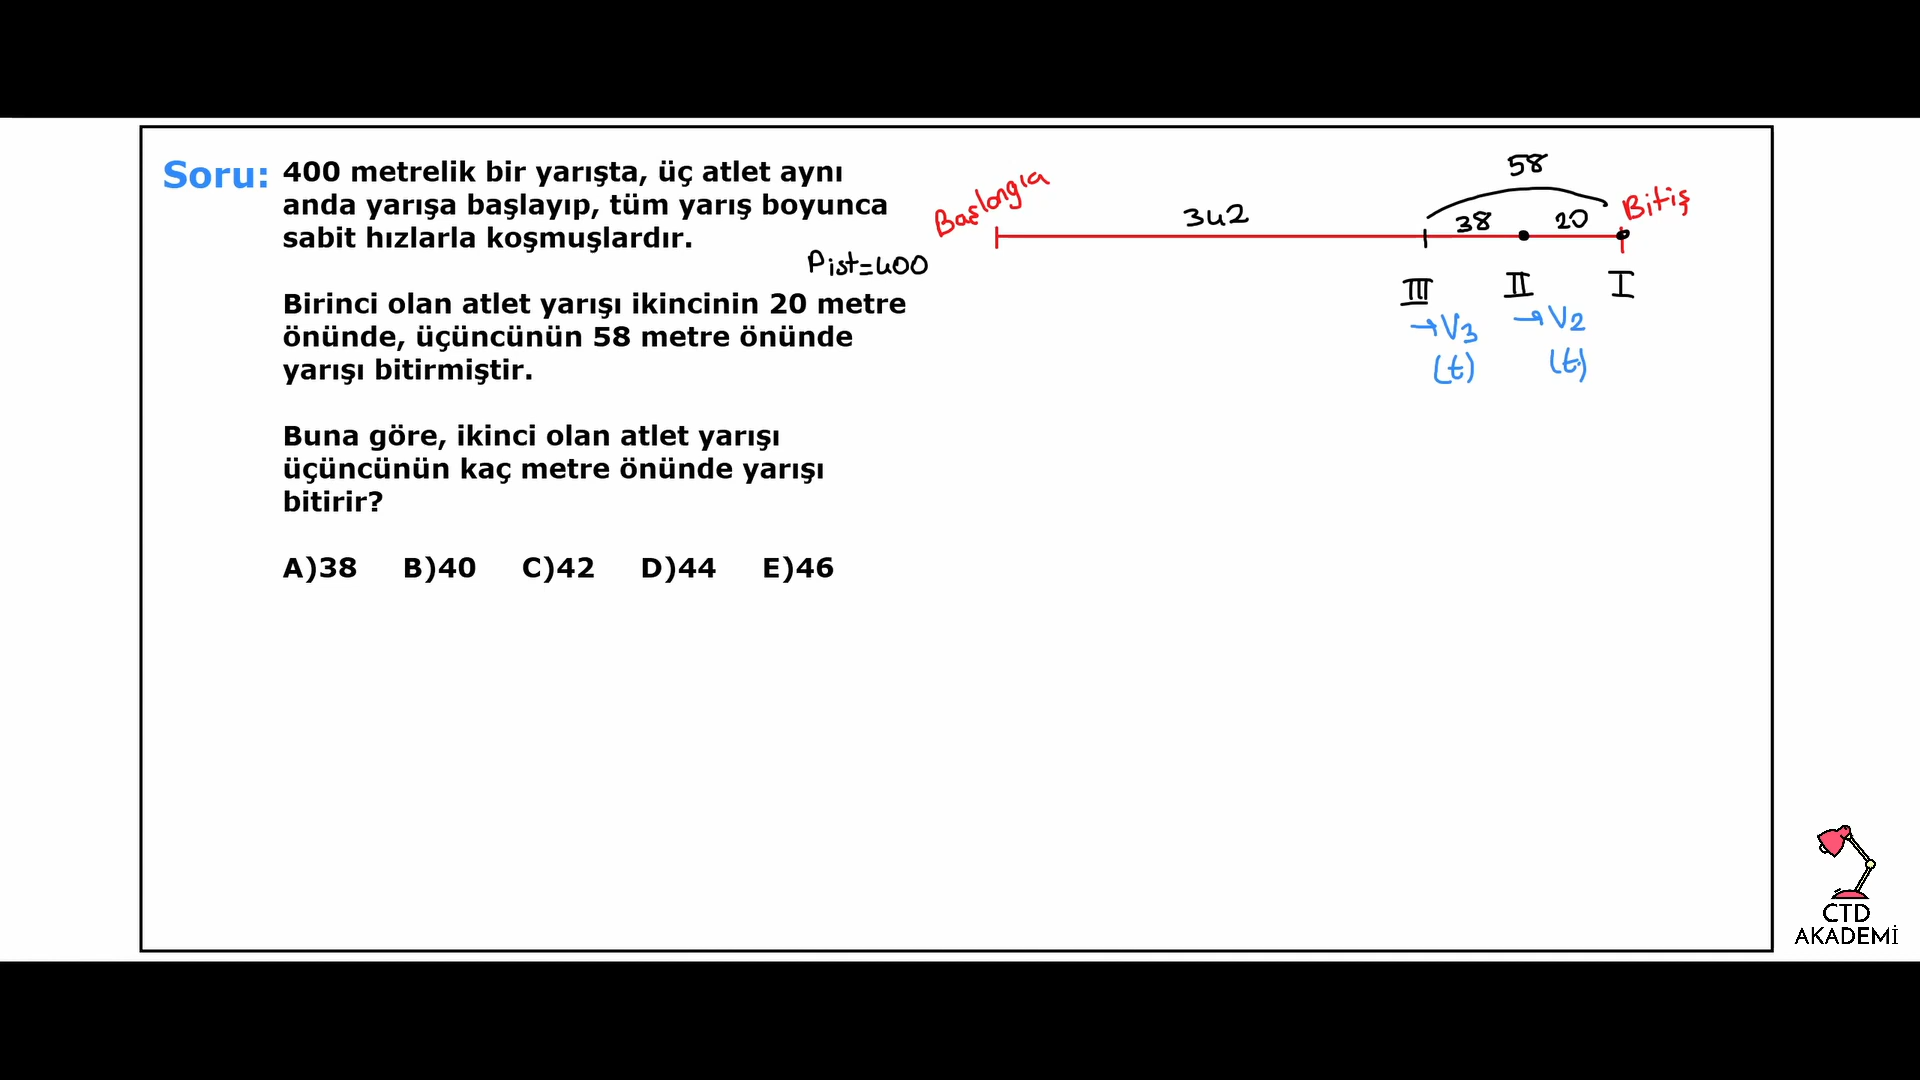 Soru: 400 metrelik bir yarışta, üç atlet aynı
anda yarışa başlayıp, tüm yarış boyunca
sabit hızlarla koşmuşlardır.
Birinci olan atlet yarışı ikincinin 20 metre
önünde, üçüncünün 58 metre önünde
yarışı bitirmiştir.
Buna göre, ikinci olan atlet yarışı
üçüncünün kaç metre önünde yarışı
bitirir?
A)38 B)40 C)42 D)44 E)46
Pist=400
58
Başlangıç 342 38 20 Bitiş
III II I
→V3 →V2
(t) (t)
CTD
AKADEMİ